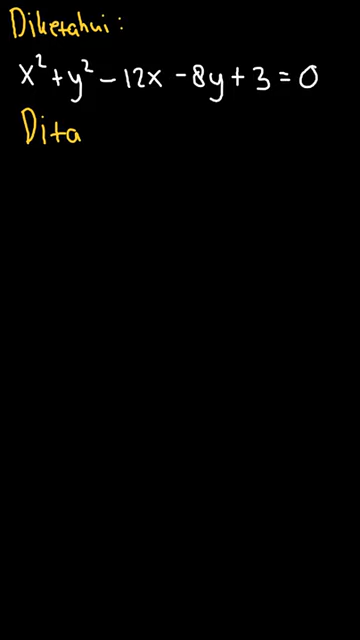 Diketahui:
x² + y² - 12x - 8y + 3 = 0
Dita